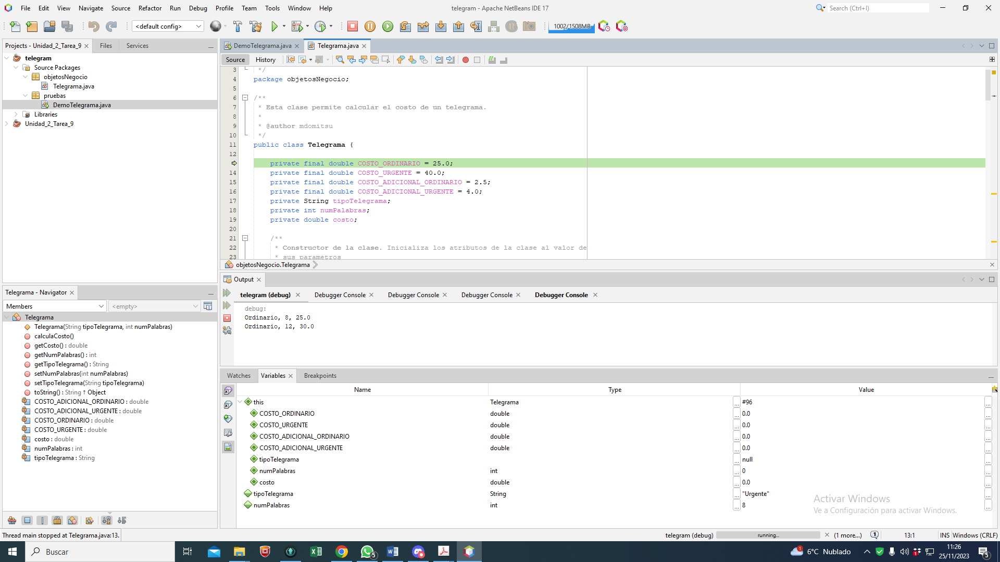 File Edit View Navigate Source Refactor Run Debug Profile Team Tools Window Help
telegram - Apache NetBeans IDE 17
Search (Ctrl+I)
<default config>
1002/1508MB
Projects - Unidad_2_Tarea_9
Files
Services
telegram
Source Packages
objetosNegocio
Telegrama.java
pruebas
DemoTelegrama.java
Libraries
Unidad_2_Tarea_9
DemoTelegrama.java
Telegrama.java
Source
History
3 */
4 package objetosNegocio;
5
6 /**
7 * Esta clase permite calcular el costo de un telegrama.
8 *
9 * @author mdomitsu
10 */
11 public class Telegrama {
12
private final double COSTO_ORDINARIO = 25.0;
14 private final double COSTO_URGENTE = 40.0;
15 private final double COSTO_ADICIONAL_ORDINARIO = 2.5;
16 private final double COSTO_ADICIONAL_URGENTE = 4.0;
17 private String tipoTelegrama;
18 private int numPalabras;
19 private double costo;
20
21 /**
22 * Constructor de la clase. Inicializa los atributos de la clase al valor de
23 * sus parametros
objetosNegocio.Telegrama
Telegrama - Navigator
Members
<empty>
Telegrama
Telegrama(String tipoTelegrama, int numPalabras)
calculaCosto()
getCosto() : double
getNumPalabras() : int
getTipoTelegrama() : String
setNumPalabras(int numPalabras)
setTipoTelegrama(String tipoTelegrama)
toString() : String ↑ Object
COSTO_ADICIONAL_ORDINARIO : double
COSTO_ADICIONAL_URGENTE : double
COSTO_ORDINARIO : double
COSTO_URGENTE : double
costo : double
numPalabras : int
tipoTelegrama : String
Output
telegram (debug)
Debugger Console
Debugger Console
Debugger Console
Debugger Console
debug:
Ordinario, 8, 25.0
Ordinario, 12, 30.0
Watches
Variables
Breakpoints
Name Type Value
this Telegrama ... #96 ...
COSTO_ORDINARIO double ... 0.0 ...
COSTO_URGENTE double ... 0.0 ...
COSTO_ADICIONAL_ORDINARIO double ... 0.0 ...
COSTO_ADICIONAL_URGENTE double ... 0.0 ...
tipoTelegrama ... null ...
numPalabras int ... 0 ...
costo double ... 0.0 ...
tipoTelegrama String ... "Urgente" ...
numPalabras int ... 8 ...
Activar Windows
Ve a Configuración para activar Windows.
Thread main stopped at Telegrama.java:13.
telegram (debug)
running...
(1 more...)
1
13:1
INS
Windows (CRLF)
Buscar
5
1
6°C Nublado
11:26
25/11/2023
5